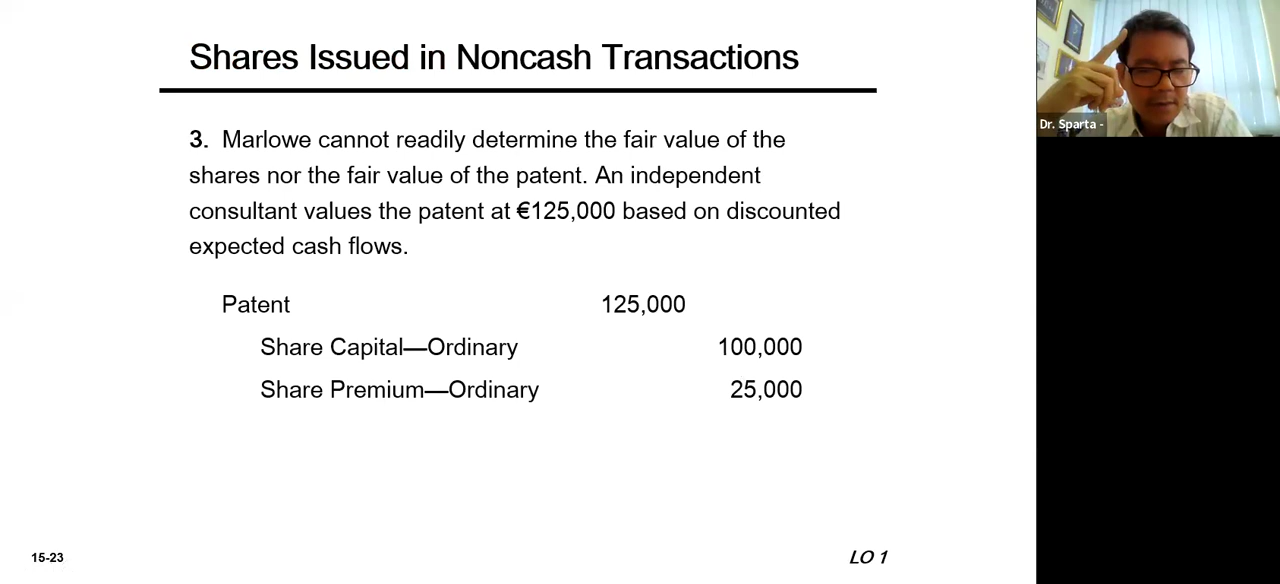 Shares Issued in Noncash Transactions
3. Marlowe cannot readily determine the fair value of the
shares nor the fair value of the patent. An independent
consultant values the patent at €125,000 based on discounted
expected cash flows.
Patent 125,000
Share Capital—Ordinary 100,000
Share Premium—Ordinary 25,000
15-23
LO 1
Dr. Sparta -